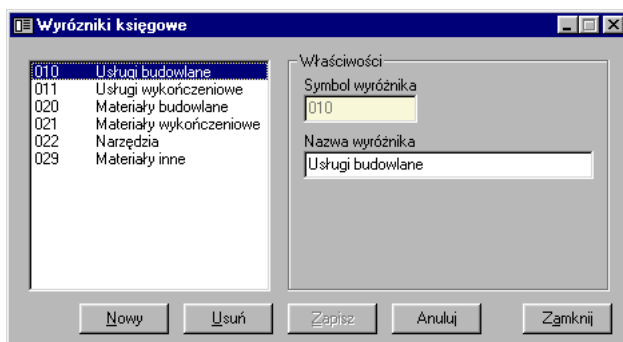 Wyrózniki księgowe
010 Usługi budowlane
011 Usługi wykończeniowe
020 Materiały budowlane
021 Materiały wykończeniowe
022 Narzędzia
029 Materiały inne
Właściwości
Symbol wyróżnika
010
Nazwa wyróżnika
Usługi budowlane
Nowy Usuń Zapisz Anuluj Zamknij